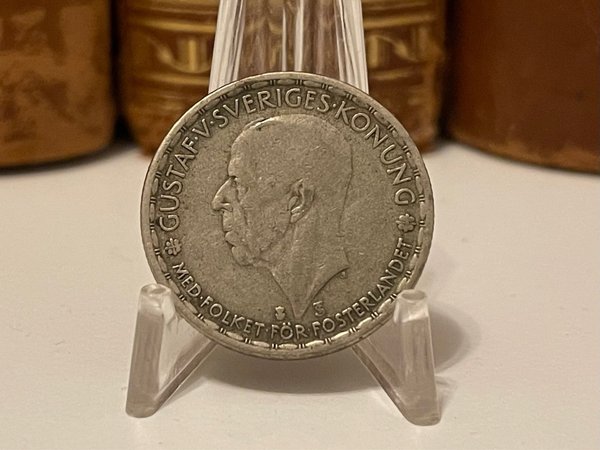 GUSTAF·V·SVERIGES·KONUNG
MED·FOLKET·FÖR·FOSTERLANDET